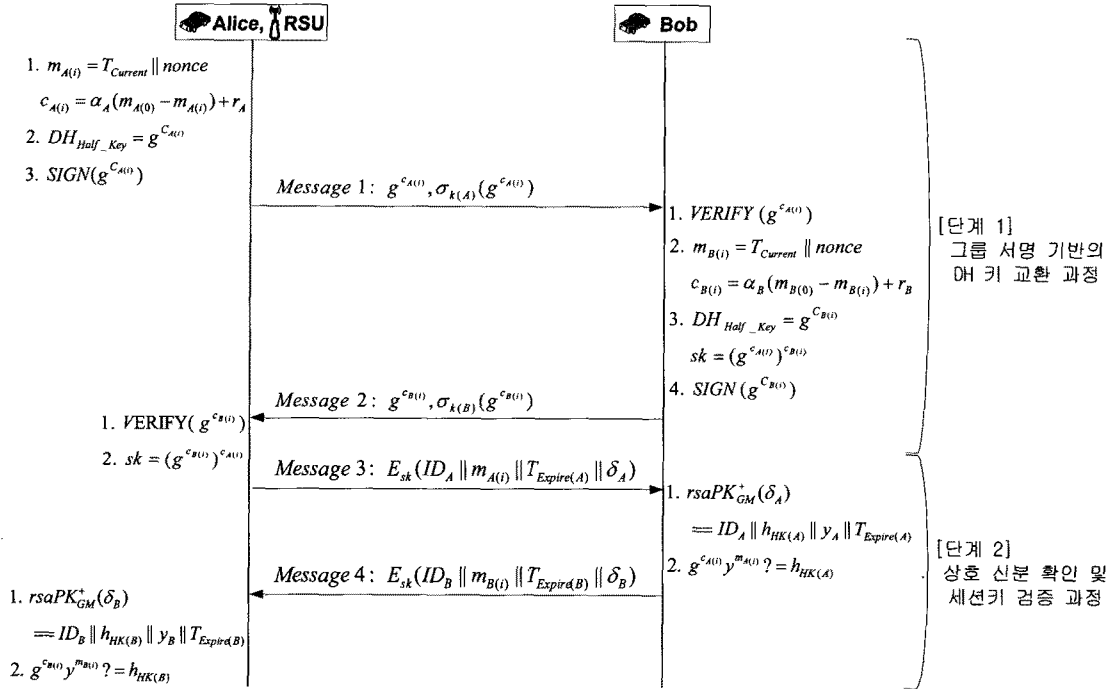 Alice, RSU
Bob
1. m_{A(i)} = T_{Current} || nonce
c_{A(i)} = α_A (m_{A(0)} − m_{A(i)}) + r_A
2. DH_{Half_Key} = g^{C_{A(i)}}
3. SIGN(g^{C_{A(i)}})
Message 1: g^{c_{A(i)}}, σ_{k(A)}(g^{c_{A(i)}})
1. VERIFY (g^{c_{A(i)}})
2. m_{B(i)} = T_{Current} || nonce
c_{B(i)} = α_B (m_{B(0)} − m_{B(i)}) + r_B
3. DH_{Half_Key} = g^{C_{B(i)}}
sk = (g^{c_{A(i)}})^{c_{B(i)}}
4. SIGN (g^{C_{B(i)}})
[단계 1]
그룹 서명 기반의
DH 키 교환 과정
Message 2: g^{c_{B(i)}}, σ_{k(B)}(g^{c_{B(i)}})
1. VERIFY( g^{c_{B(i)}})
2. sk = (g^{c_{B(i)}})^{c_{A(i)}}
Message 3: E_{sk}(ID_A || m_{A(i)} || T_{Expire(A)} || δ_A)
1. rsaPK^+_{GM}(δ_A)
== ID_A || h_{HK(A)} || y_A || T_{Expire(A)}
2. g^{c_{A(i)}} y^{m_{A(i)}} ? = h_{HK(A)}
[단계 2]
상호 신분 확인 및
세션키 검증 과정
Message 4: E_{sk}(ID_B || m_{B(i)} || T_{Expire(B)} || δ_B)
1. rsaPK^+_{GM}(δ_B)
== ID_B || h_{HK(B)} || y_B || T_{Expire(B)}
2. g^{c_{B(i)}} y^{m_{B(i)}} ? = h_{HK(B)}